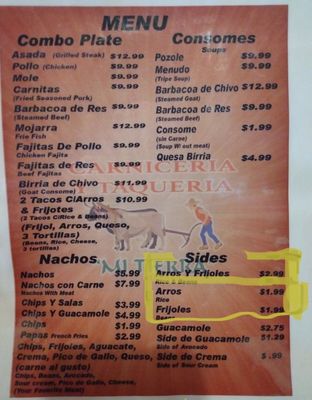 MENU
Combo Plate
Asada (Grilled Steak) $12.99
Pollo (Chicken) $9.99
Mole $9.99
Carnitas $9.99
(Fried Seasoned Pork)
Barbacoa de Res $9.99
(Steamed Beef)
Mojarra $12.99
Frie Fish
Fajitas De Pollo $9.99
Chicken Fajita
Fajitas de Res $9.99
Beef Fajitas
Birria de Chivo $11.99
(Goat Consome)
2 Tacos C/Arros $10.99
& Frijotes
(2 Tacos C/Rice & Beans)
(Frijol, Arros, Queso,
3 Tortillas)
(Beans, Rice, Cheese,
3 tortillas)
Consomes
Soups
Pozole $9.99
Menudo $9.99
(Tripe Soup)
Barbacoa de Chivo $12.99
(Steamed Goat)
Barbacoa de Res $9.99
(Steamed Beef)
Consome $1.99
(sin Carne)
(Soup W/ out meat)
Quesa Birria $4.99
CARNICERIA
Y TAQUERIA
MI TIERRA
Nachos
Nachos $5.99
Nachos con Carne $7.99
Nachos With Meat
Chips Y Salas $3.99
Chips Y Guacamole $4.99
Chips $1.99
Papas French Fries $2.99
Chips, Frijoles, Aguacate,
Crema, Pico de Gallo, Queso,
(carne al gusto)
Chips, Beans, Avocado,
Sour cream, Pico de Gallo, Cheese,
(Your Favorite Meat)
Sides
Arros Y Frijoles $2.99
Rice & Beans
Arros $1.99
Rice
Frijoles $1.99
Beans
Guacamole $2.75
Side de Guacamole $1.29
Side of Avocado
Side de Crema $ .99
Side of Sour Cream